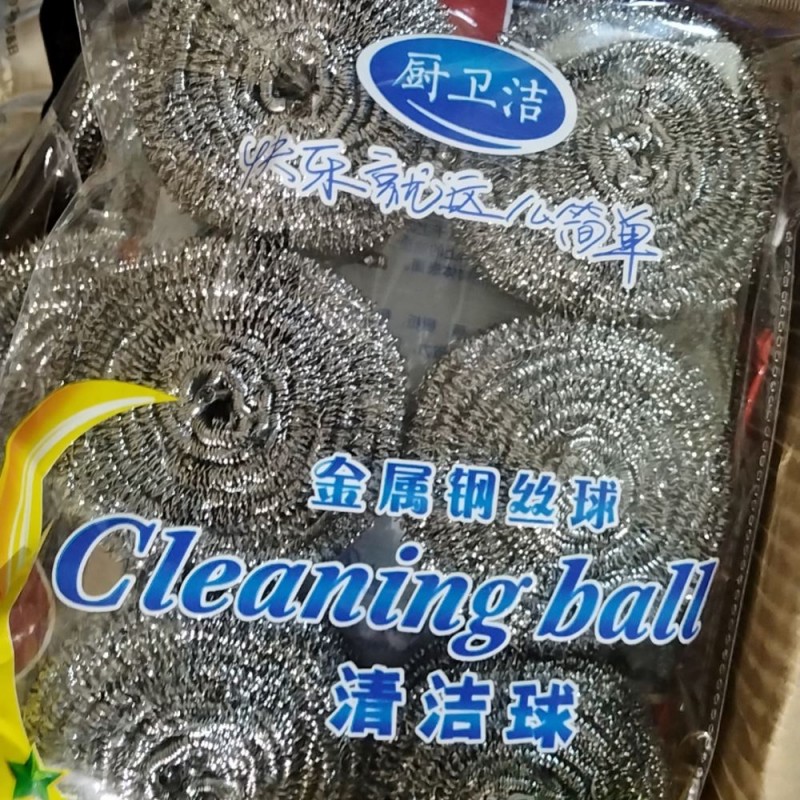 厨卫洁
快乐就这么简单
金属钢丝球
Cleaning ball
清洁球